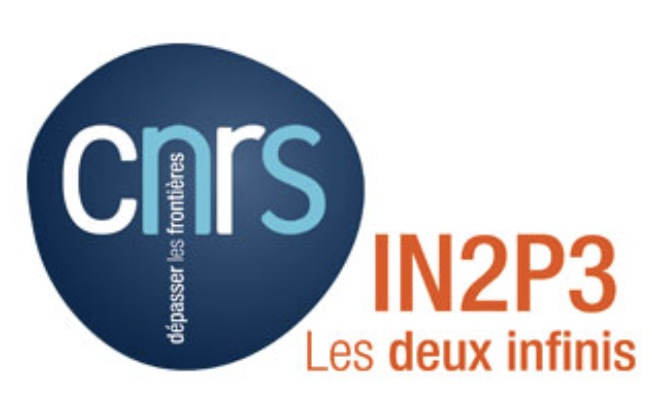 cnrs
dépasser les frontières
IN2P3
Les deux infinis